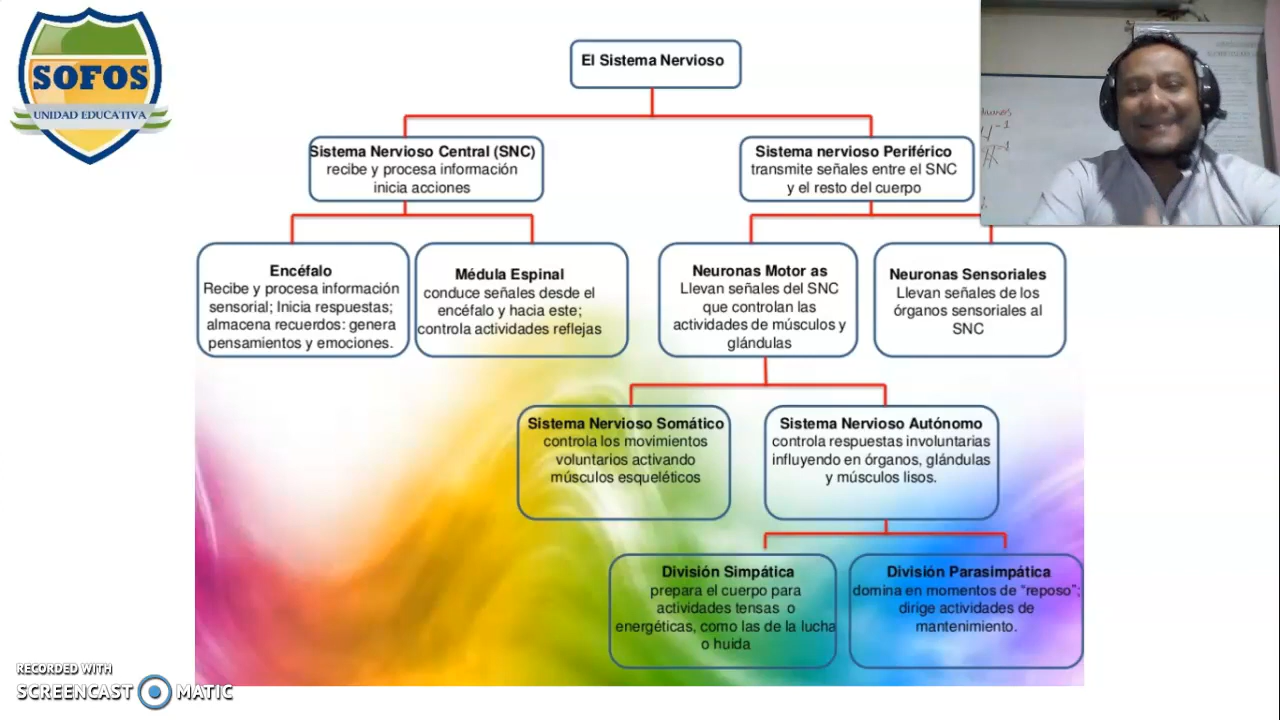 SOFOS
UNIDAD EDUCATIVA
El Sistema Nervioso
Sistema Nervioso Central (SNC)
recibe y procesa información
inicia acciones
Sistema nervioso Periférico
transmite señales entre el SNC
y el resto del cuerpo
Encéfalo
Recibe y procesa información
sensorial; Inicia respuestas;
almacena recuerdos: genera
pensamientos y emociones.
Médula Espinal
conduce señales desde el
encéfalo y hacia este;
controla actividades reflejas
Neuronas Motor as
Llevan señales del SNC
que controlan las
actividades de músculos y
glándulas
Neuronas Sensoriales
Llevan señales de los
órganos sensoriales al
SNC
Sistema Nervioso Somático
controla los movimientos
voluntarios activando
músculos esqueléticos
Sistema Nervioso Autónomo
controla respuestas involuntarias
influyendo en órganos, glándulas
y músculos lisos.
División Simpática
prepara el cuerpo para
actividades tensas o
energéticas, como las de la lucha
o huida
División Parasimpática
domina en momentos de “reposo”;
dirige actividades de
mantenimiento.
RECORDED WITH
SCREENCAST MATIC